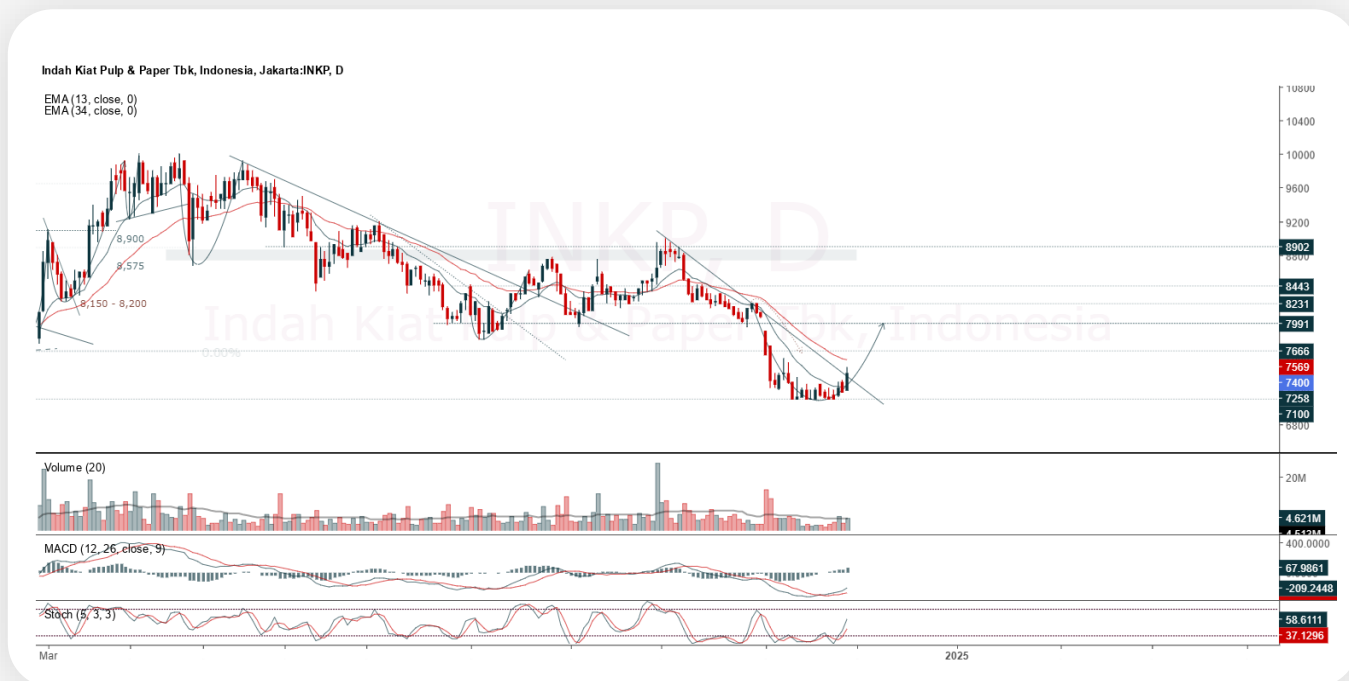 Indah Kiat Pulp & Paper Tbk, Indonesia, Jakarta:INKP, D
EMA (13, close, 0)
EMA (34, close, 0)
INKP, D
Indah Kiat Pulp & Paper Tbk, Indonesia
8,900
8,575
8,150 - 8,200
0.00%
10800
10400
10000
9600
9200
8902
8800
8443
8231
7991
7666
7569
7400
7258
7100
6800
Volume (20)
20M
4.621M
MACD (12, 26, close, 9)
400.0000
67.9861
-209.2448
Stoch (5, 3, 3)
58.6111
37.1296
Mar
2025